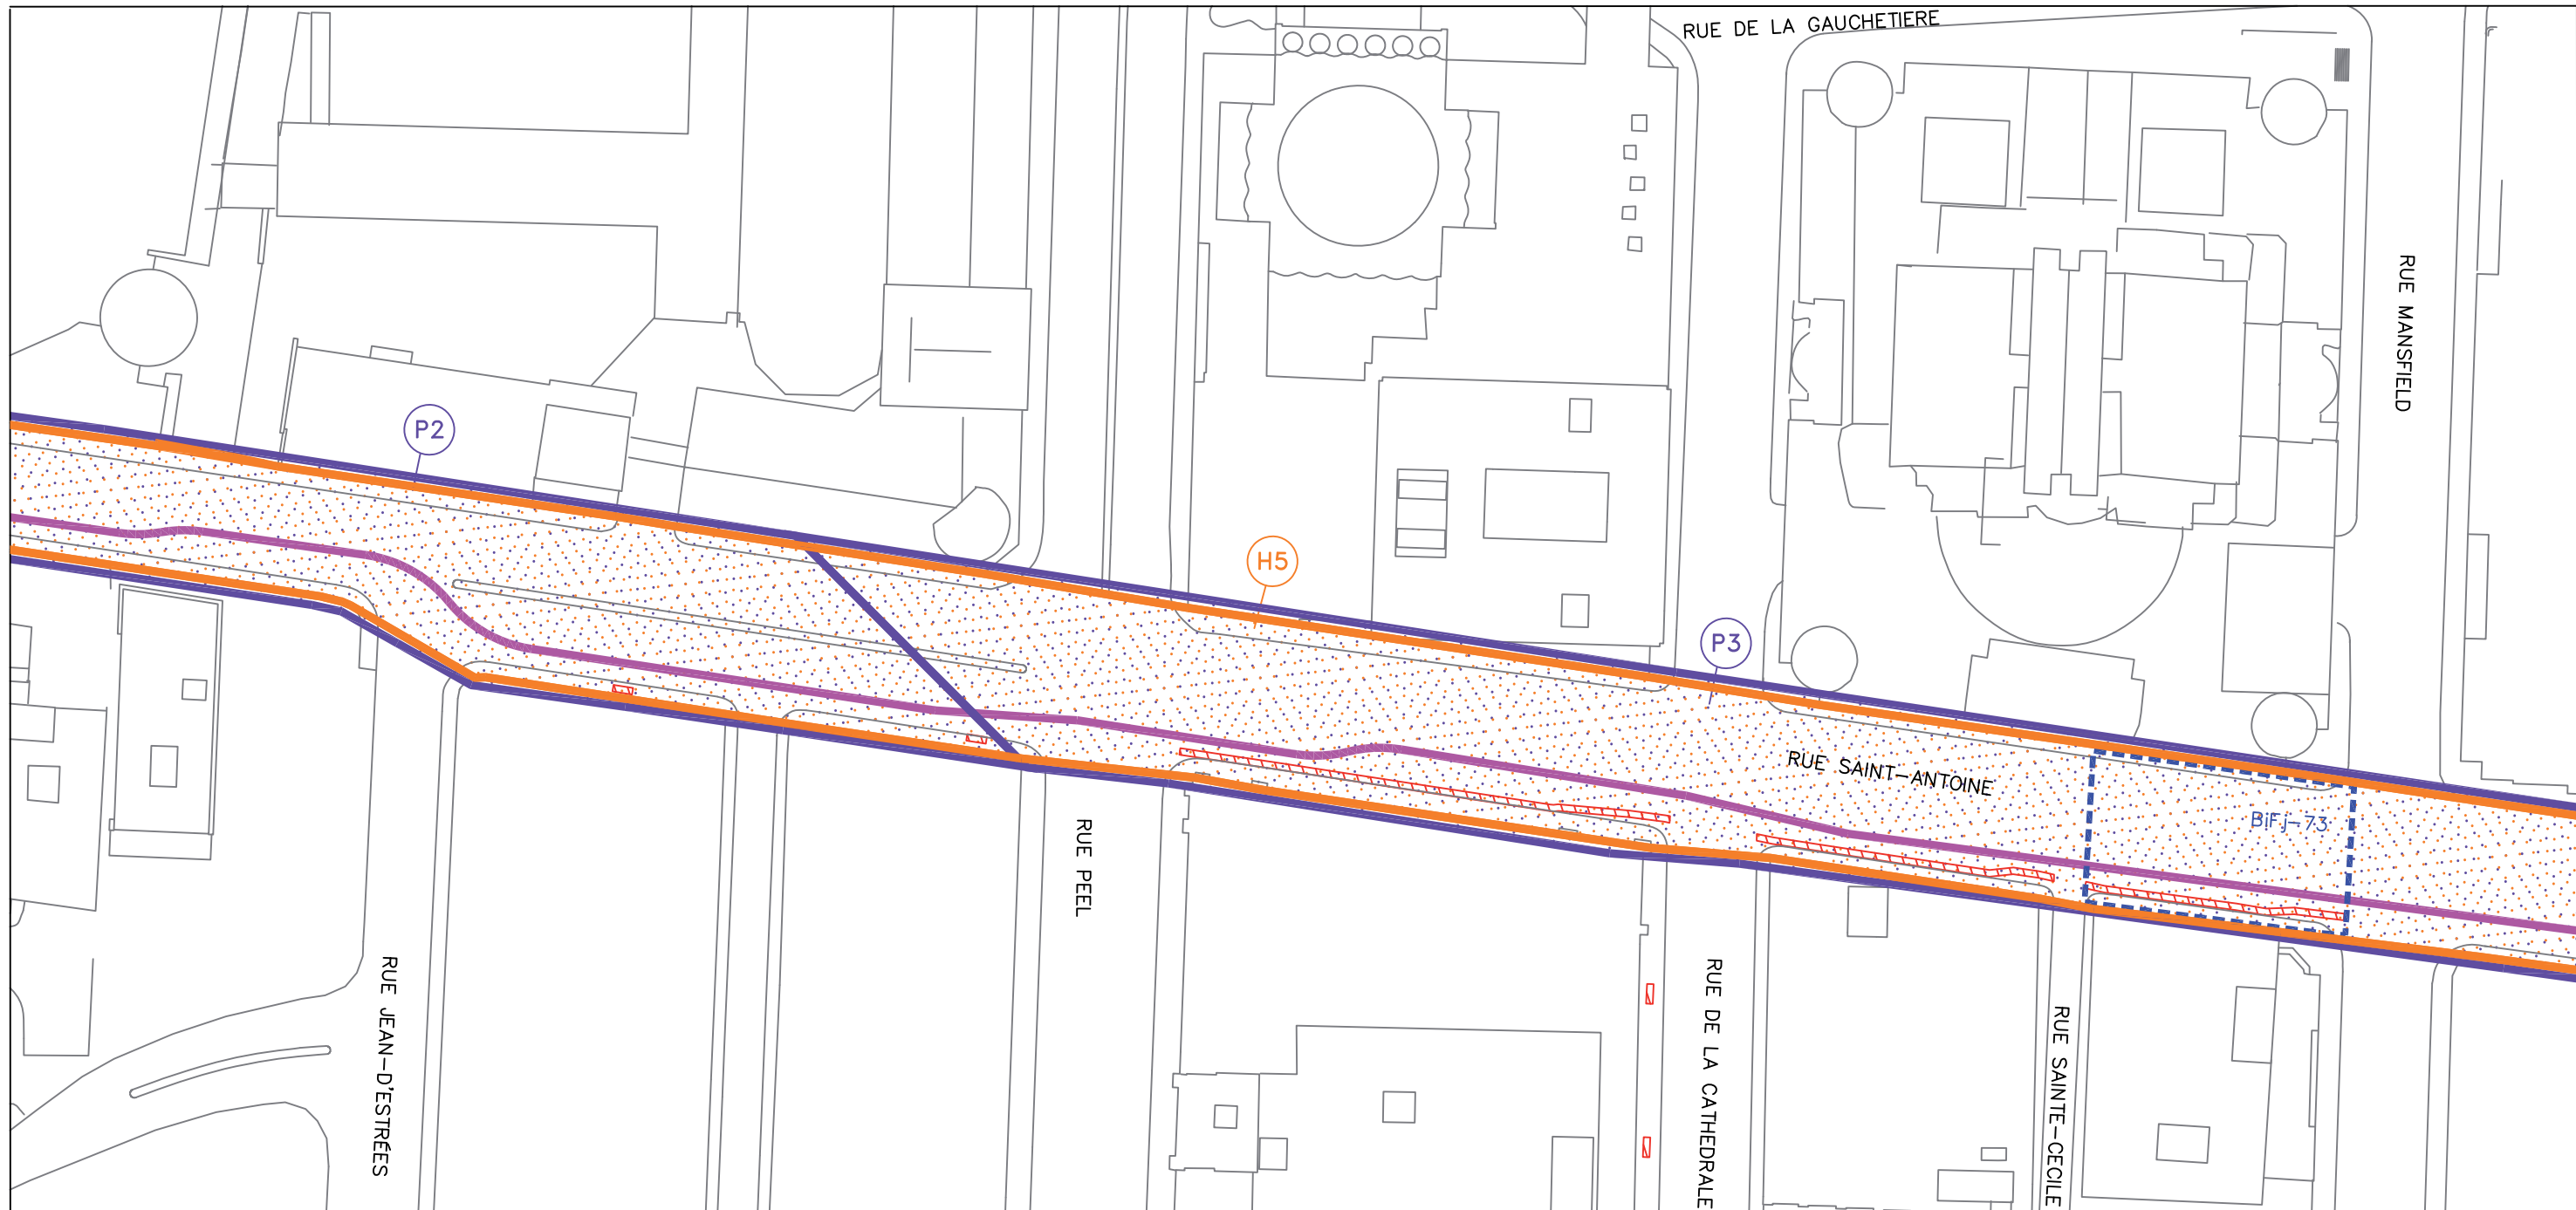 RUE DE LA GAUCHETIERE
RUE MANSFIELD
P2
H5
P3
RUE SAINT-ANTOINE
BiFj-73
RUE PEEL
RUE JEAN-D'ESTRÉES
RUE DE LA CATHEDRALE
RUE SAINTE-CECILE